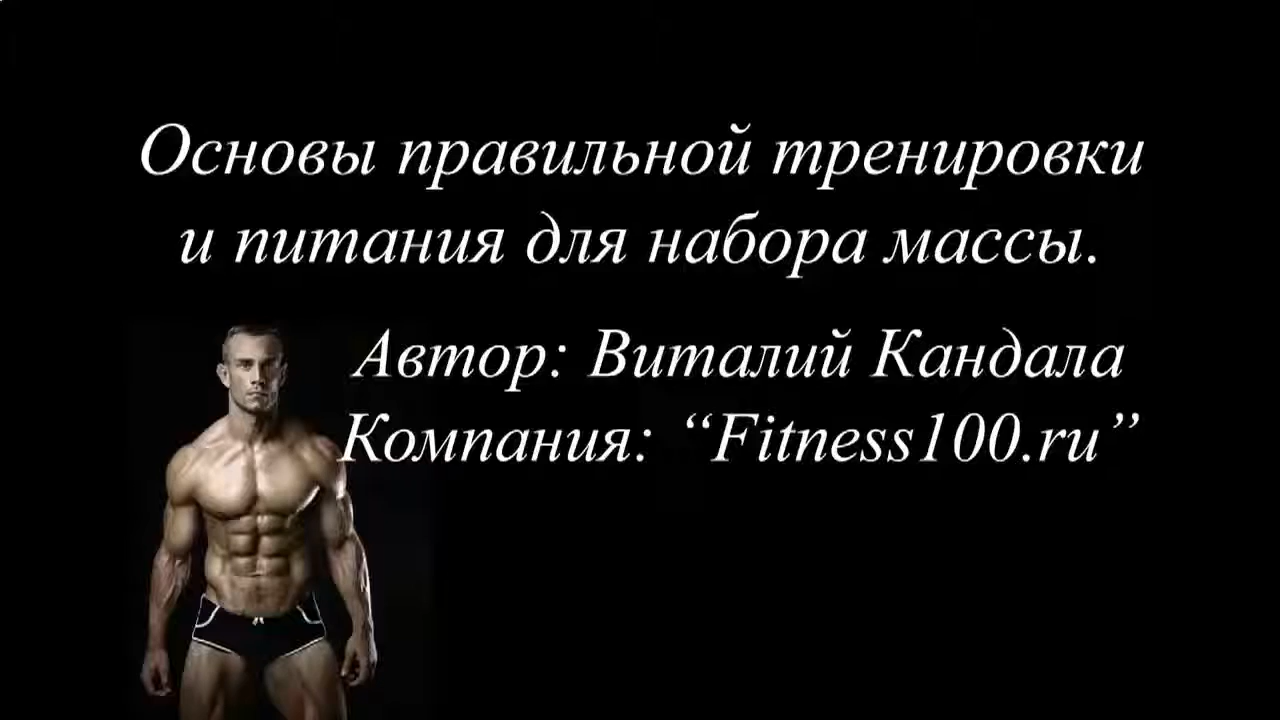 Основы правильной тренировки
и питания для набора массы.
Автор: Виталий Кандала
Компания: “Fitness100.ru”